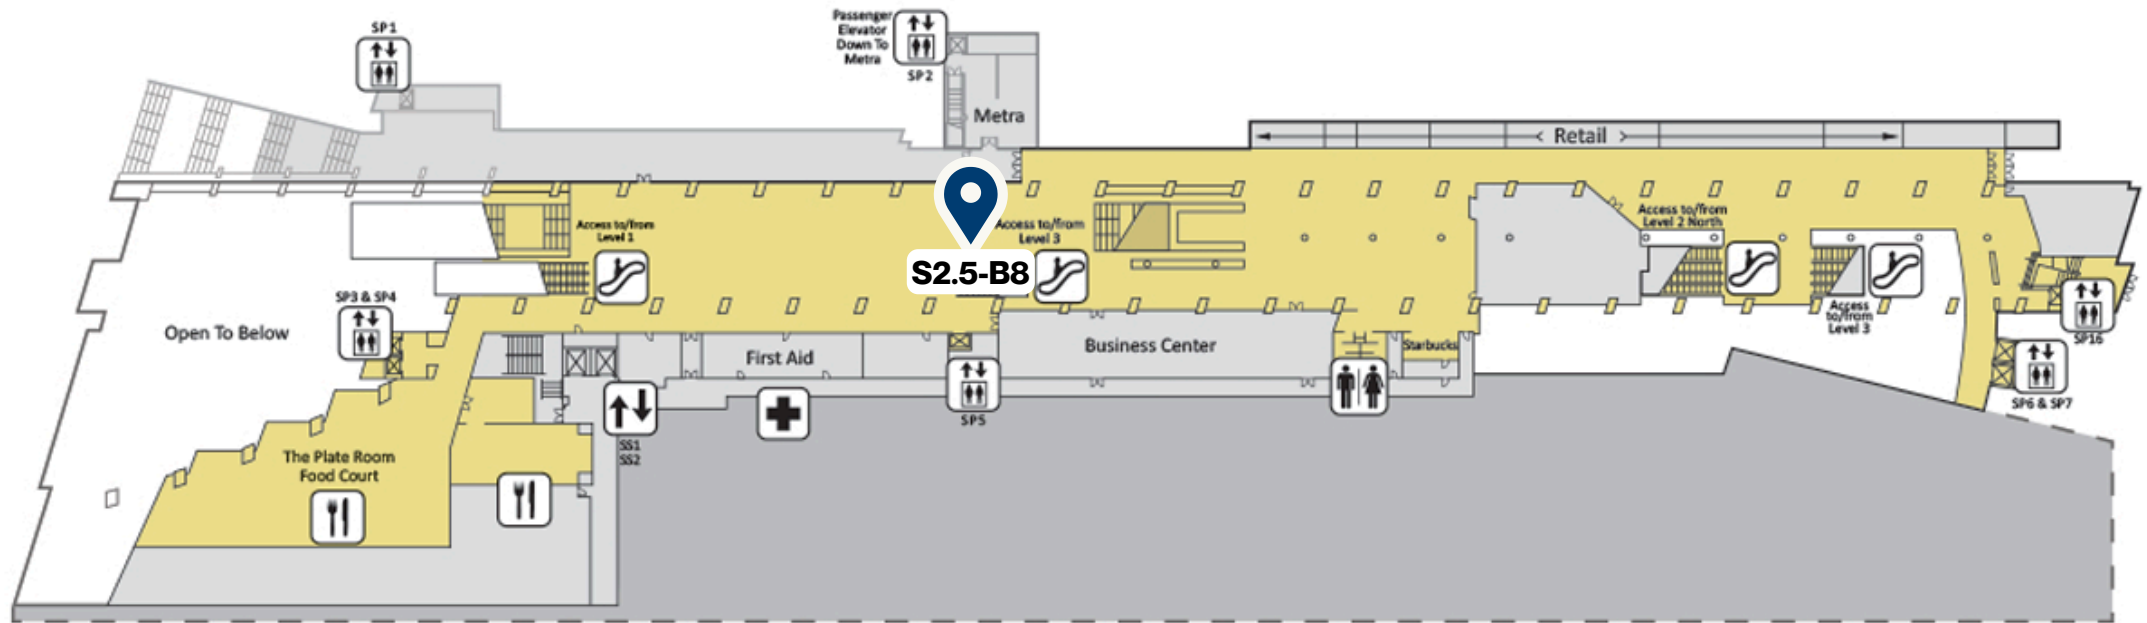 SP1
Passenger
Elevator
Down To
Metra
SP2
Metra
Retail
Access to/from
Level 1
Access to/from
Level 3
S2.5-B8
Access to/from
Level 2 North
Access
to/from
Level 3
SP3 & SP4
Open To Below
First Aid
Business Center
Starbucks
SP16
SP5
SP6 & SP7
SS1
SS2
The Plate Room
Food Court